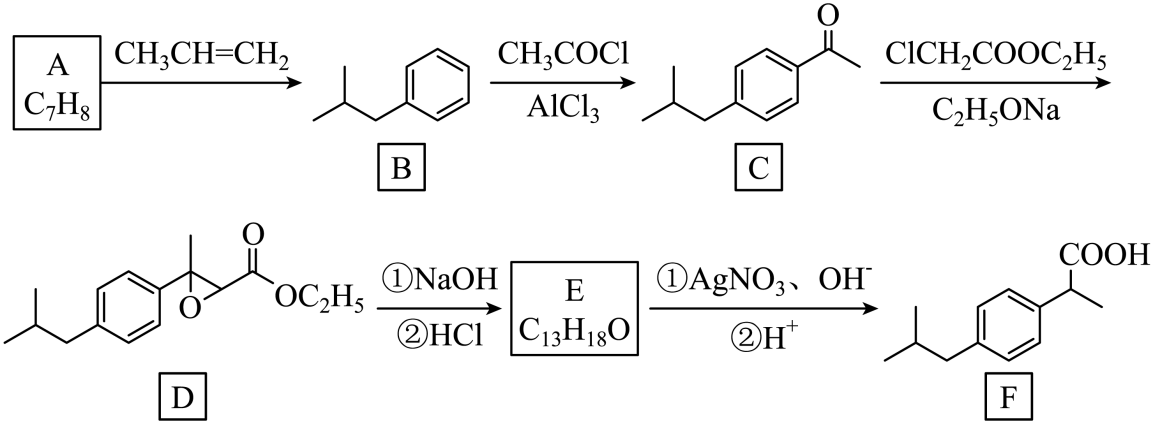 A
C₇H₈
CH₃CH=CH₂
B
CH₃COCl
AlCl₃
O
C
ClCH₂COOC₂H₅
C₂H₅ONa
O
O
OC₂H₅
D
①NaOH
②HCl
E
C₁₃H₁₈O
①AgNO₃、OH⁻
②H⁺
COOH
F